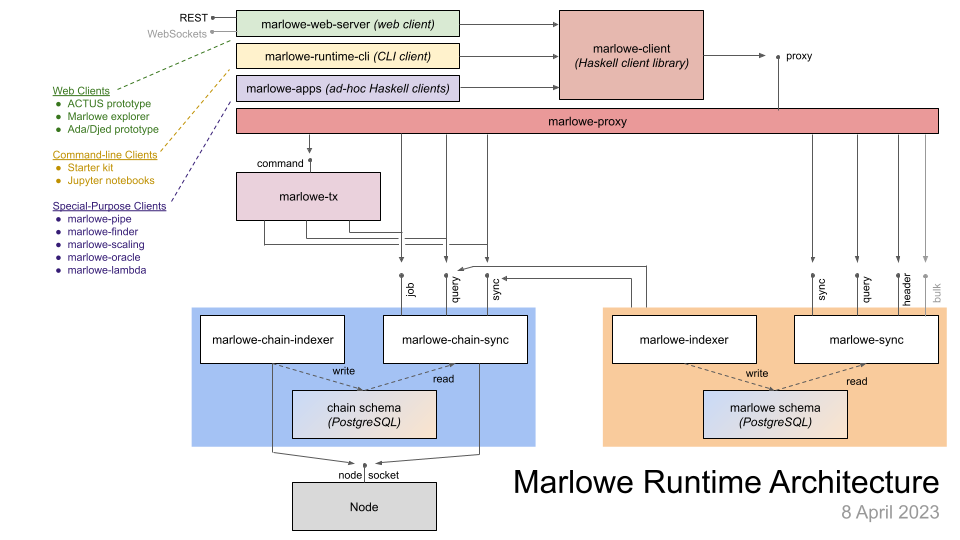 REST
WebSockets
marlowe-web-server (web client)
marlowe-runtime-cli (CLI client)
marlowe-apps (ad-hoc Haskell clients)
marlowe-client
(Haskell client library)
proxy
Web Clients
● ACTUS prototype
● Marlowe explorer
● Ada/Djed prototype
Command-line Clients
● Starter kit
● Jupyter notebooks
Special-Purpose Clients
● marlowe-pipe
● marlowe-finder
● marlowe-scaling
● marlowe-oracle
● marlowe-lambda
marlowe-proxy
command
marlowe-tx
job
query
sync
sync
query
header
bulk
marlowe-chain-indexer
marlowe-chain-sync
write
read
chain schema
(PostgreSQL)
marlowe-indexer
marlowe-sync
write
read
marlowe schema
(PostgreSQL)
node socket
Node
Marlowe Runtime Architecture
8 April 2023